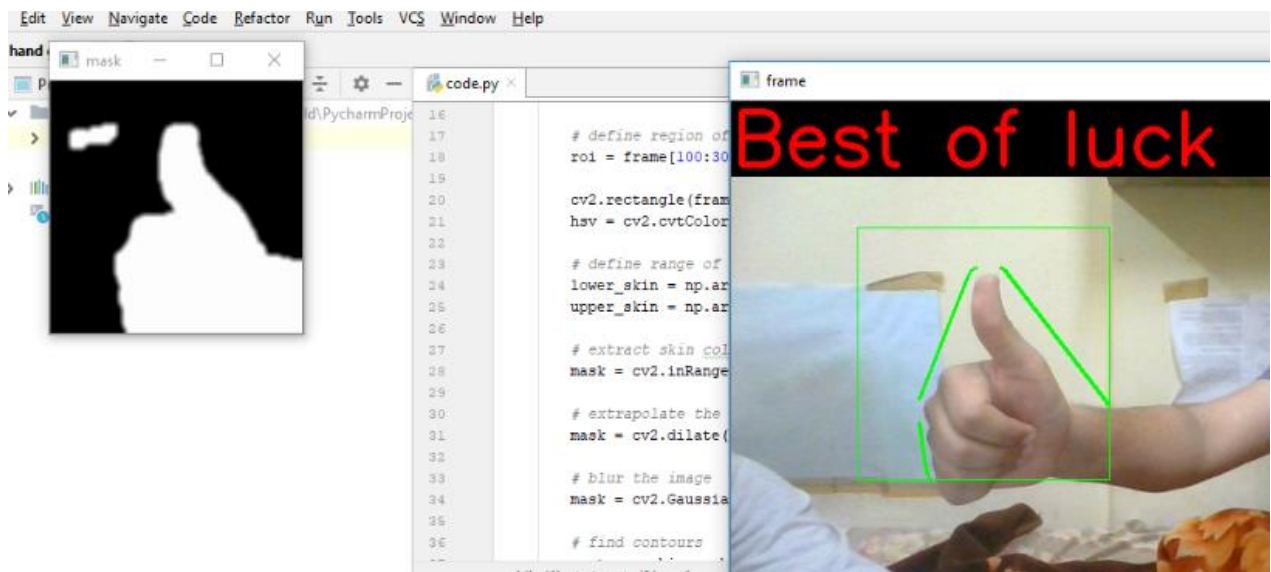 Edit View Navigate Code Refactor Run Tools VCS Window Help
hand
mask
P
code.py
frame
ld\PycharmProje
Best of luck
16
17 # define region of
18 roi = frame[100:30
19
20 cv2.rectangle(fram
21 hsv = cv2.cvtColor
22
23 # define range of
24 lower_skin = np.ar
25 upper_skin = np.ar
26
27 # extract skin col
28 mask = cv2.inRange
29
30 # extrapolate the
31 mask = cv2.dilate(
32
33 # blur the image
34 mask = cv2.Gaussia
35
36 # find contours